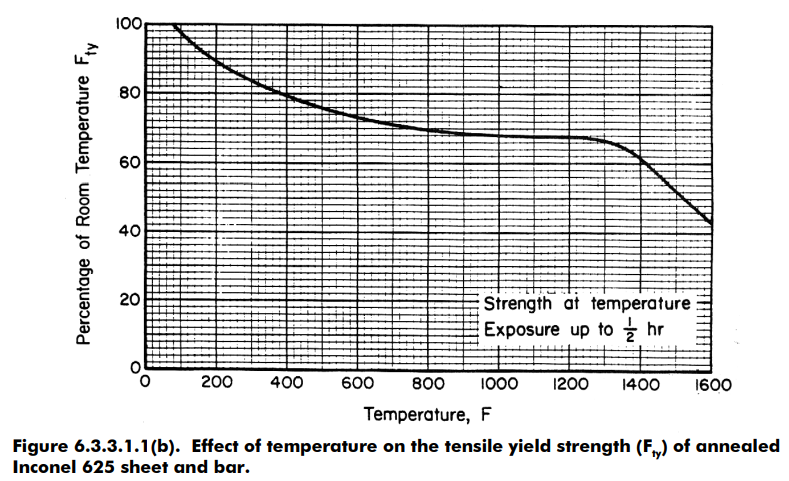 100
80
60
40
20
0
Percentage of Room Temperature Fty
Strength at temperature
Exposure up to 1/2 hr
0 200 400 600 800 1000 1200 1400 1600
Temperature, F
Figure 6.3.3.1.1(b). Effect of temperature on the tensile yield strength (Fty) of annealed
Inconel 625 sheet and bar.